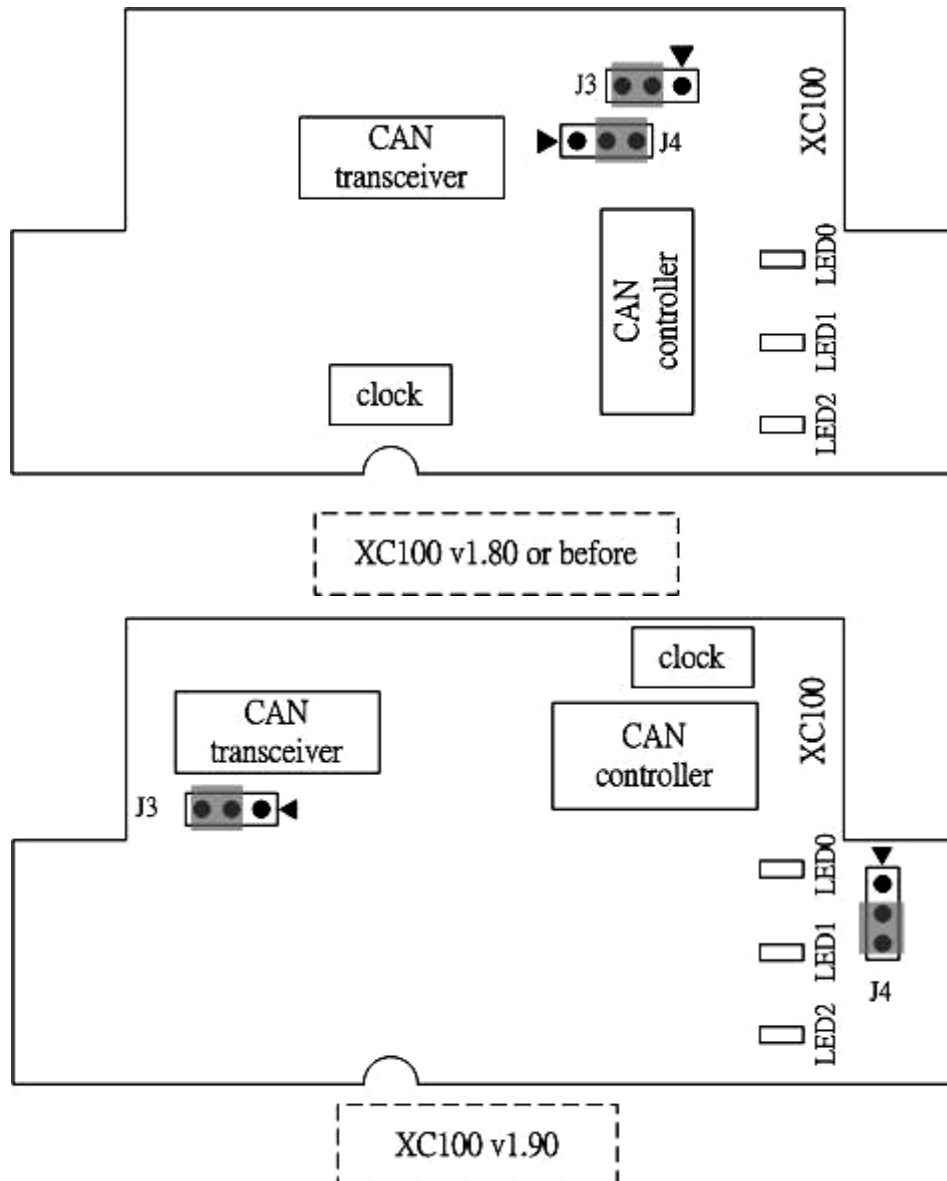 J3
XC100
CAN
transceiver
J4
LED0
CAN
controller
LED1
clock
LED2
XC100 v1.80 or before
clock
XC100
CAN
transceiver
CAN
controller
J3
LED0
LED1
J4
LED2
XC100 v1.90